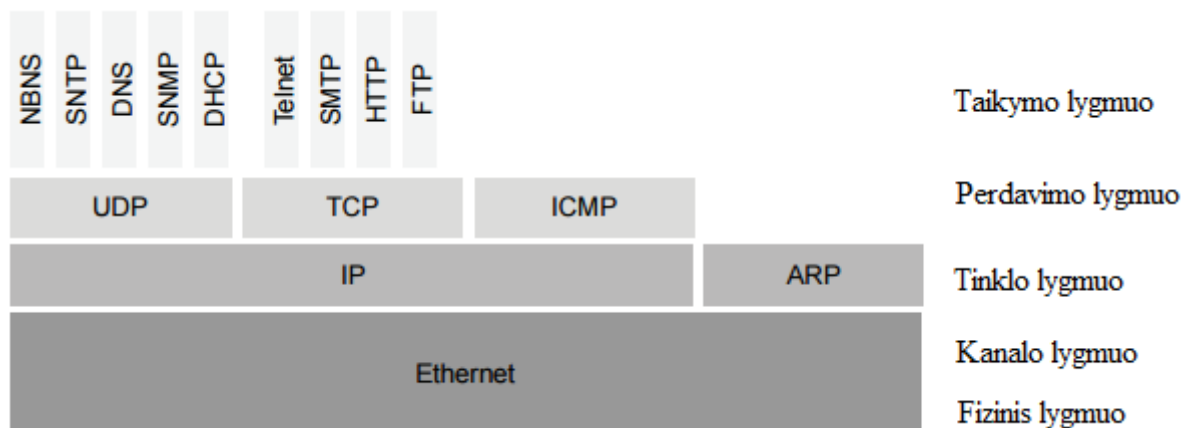 NBNS
SNTP
DNS
SNMP
DHCP
Telnet
SMTP
HTTP
FTP
Taikymo lygmuo
UDP
TCP
ICMP
Perdavimo lygmuo
IP
ARP
Tinklo lygmuo
Ethernet
Kanalo lygmuo
Fizinis lygmuo